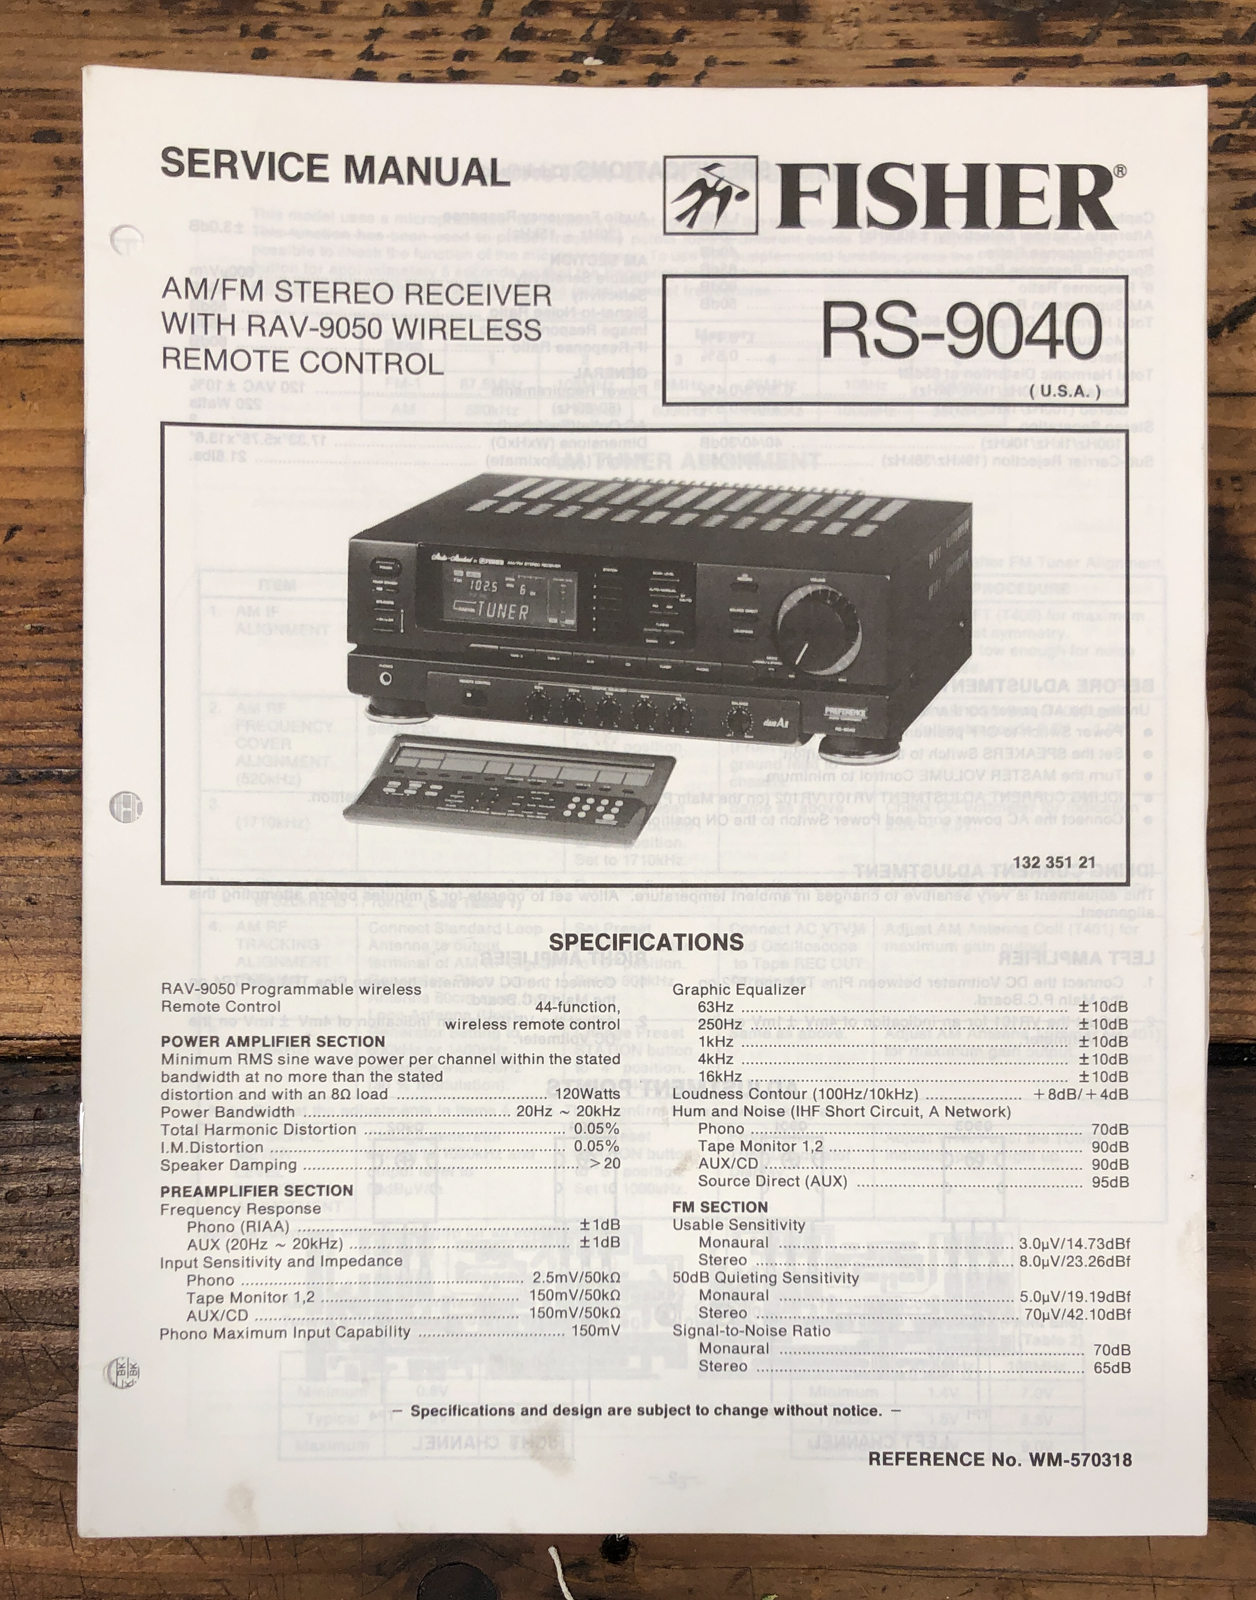 SERVICE MANUAL
FISHER®
AM/FM STEREO RECEIVER
WITH RAV-9050 WIRELESS
REMOTE CONTROL
RS-9040
( U.S.A. )
FISHER
102.5
6
TUNER
132 351 21
SPECIFICATIONS
RAV-9050 Programmable wireless
Remote Control 44-function,
wireless remote control
POWER AMPLIFIER SECTION
Minimum RMS sine wave power per channel within the stated
bandwidth at no more than the stated
distortion and with an 8Ω load ........ 120Watts
Power Bandwidth ........ 20Hz ~ 20kHz
Total Harmonic Distortion ........ 0.05%
I.M.Distortion ........ 0.05%
Speaker Damping ........ >20
PREAMPLIFIER SECTION
Frequency Response
Phono (RIAA) ........ ±1dB
AUX (20Hz ~ 20kHz) ........ ±1dB
Input Sensitivity and Impedance
Phono ........ 2.5mV/50kΩ
Tape Monitor 1,2 ........ 150mV/50kΩ
AUX/CD ........ 150mV/50kΩ
Phono Maximum Input Capability ........ 150mV
Graphic Equalizer
63Hz ........ ±10dB
250Hz ........ ±10dB
1kHz ........ ±10dB
4kHz ........ ±10dB
16kHz ........ ±10dB
Loudness Contour (100Hz/10kHz) ........ +8dB/+4dB
Hum and Noise (IHF Short Circuit, A Network)
Phono ........ 70dB
Tape Monitor 1,2 ........ 90dB
AUX/CD ........ 90dB
Source Direct (AUX) ........ 95dB
FM SECTION
Usable Sensitivity
Monaural ........ 3.0μV/14.73dBf
Stereo ........ 8.0μV/23.26dBf
50dB Quieting Sensitivity
Monaural ........ 5.0μV/19.19dBf
Stereo ........ 70μV/42.10dBf
Signal-to-Noise Ratio
Monaural ........ 70dB
Stereo ........ 65dB
— Specifications and design are subject to change without notice. —
REFERENCE No. WM-570318